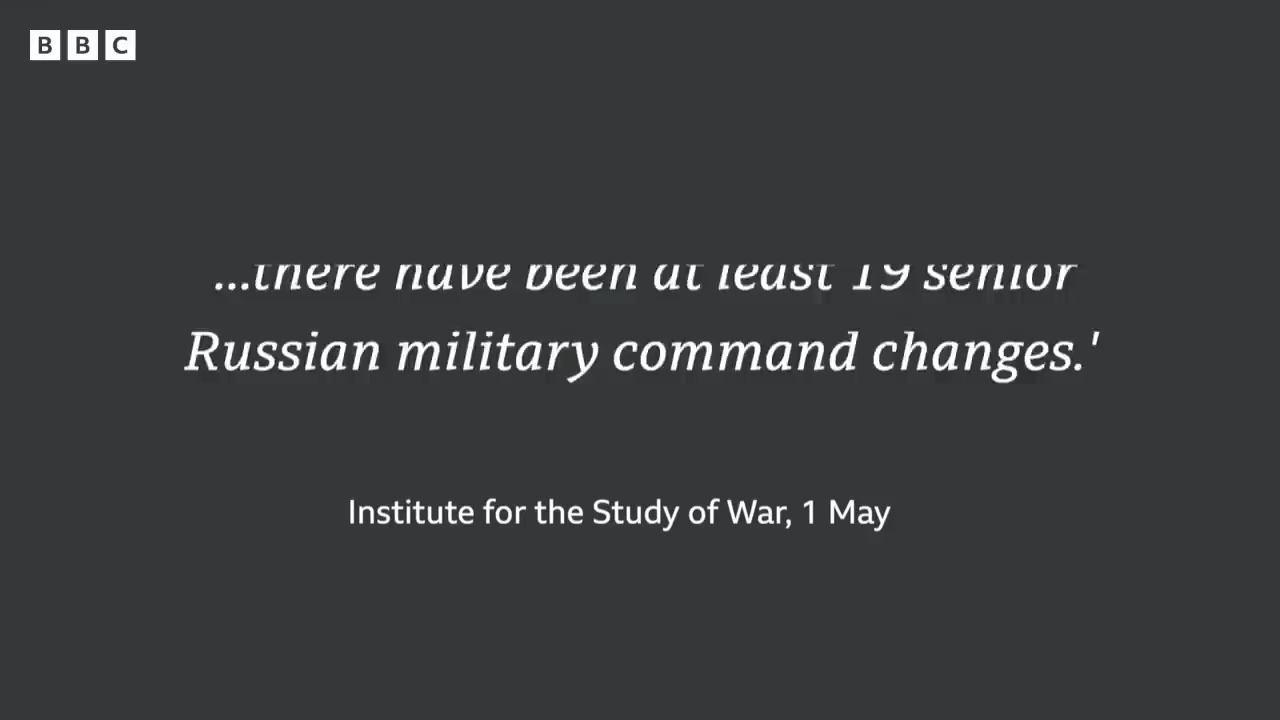 BBC
...there have been at least 19 senior
Russian military command changes.'
Institute for the Study of War, 1 May